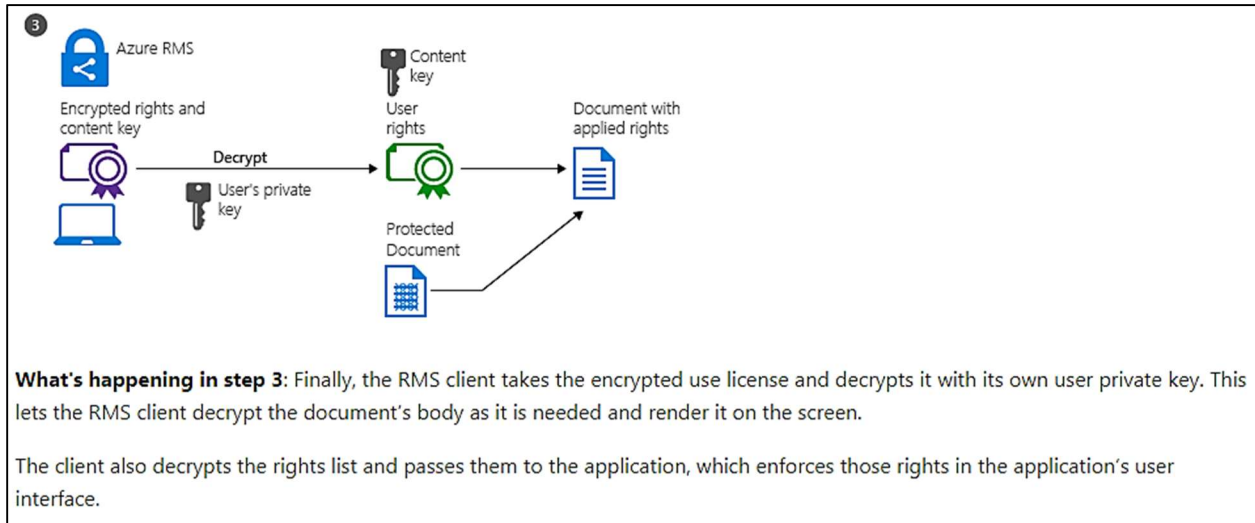 3
Azure RMS
Content
key
Encrypted rights and
content key
User
rights
Document with
applied rights
Decrypt
User's private
key
Protected
Document
What's happening in step 3: Finally, the RMS client takes the encrypted use license and decrypts it with its own user private key. This
lets the RMS client decrypt the document's body as it is needed and render it on the screen.
The client also decrypts the rights list and passes them to the application, which enforces those rights in the application's user
interface.